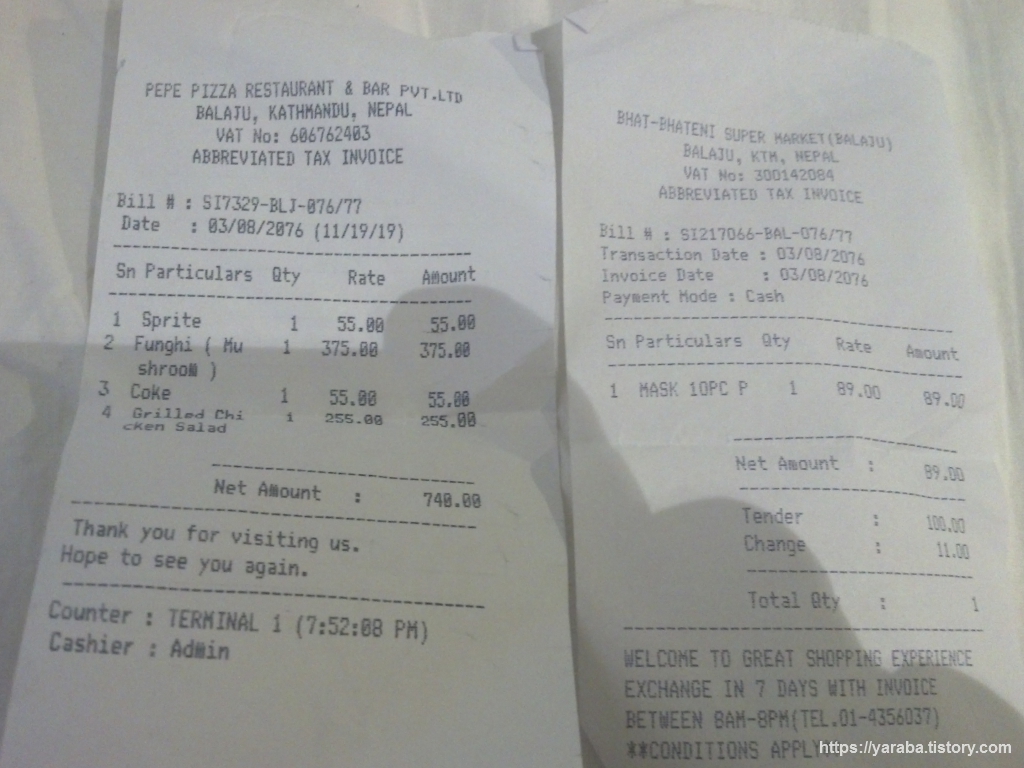 PEPE PIZZA RESTAURANT & BAR PVT.LTD
BALAJU, KATHMANDU, NEPAL
VAT No: 606762403
ABBREVIATED TAX INVOICE
Bill # : SI7329-BLJ-076/77
Date : 03/08/2076 (11/19/19)
Sn Particulars Qty Rate Amount
1 Sprite 1 55.00 55.00
2 Funghi ( Mu 1 375.00 375.00
shroom )
3 Coke 1 55.00 55.00
4 Grilled Chi 1 255.00 255.00
cken Salad
Net Amount : 740.00
Thank you for visiting us.
Hope to see you again.
Counter : TERMINAL 1 (7:52:08 PM)
Cashier : Admin
BHAT-BHATENI SUPER MARKET(BALAJU)
BALAJU, KTM, NEPAL
VAT No: 300142084
ABBREVIATED TAX INVOICE
Bill # : SI217066-BAL-076/77
Transaction Date : 03/08/2076
Invoice Date : 03/08/2076
Payment Mode : Cash
Sn Particulars Qty Rate Amount
1 MASK 10PC P 1 89.00 89.00
Net Amount : 89.00
Tender : 100.00
Change : 11.00
Total Qty : 1
WELCOME TO GREAT SHOPPING EXPERIENCE
EXCHANGE IN 7 DAYS WITH INVOICE
BETWEEN 8AM-8PM(TEL.01-4356037)
**CONDITIONS APPLY
https://yaraba.tistory.com